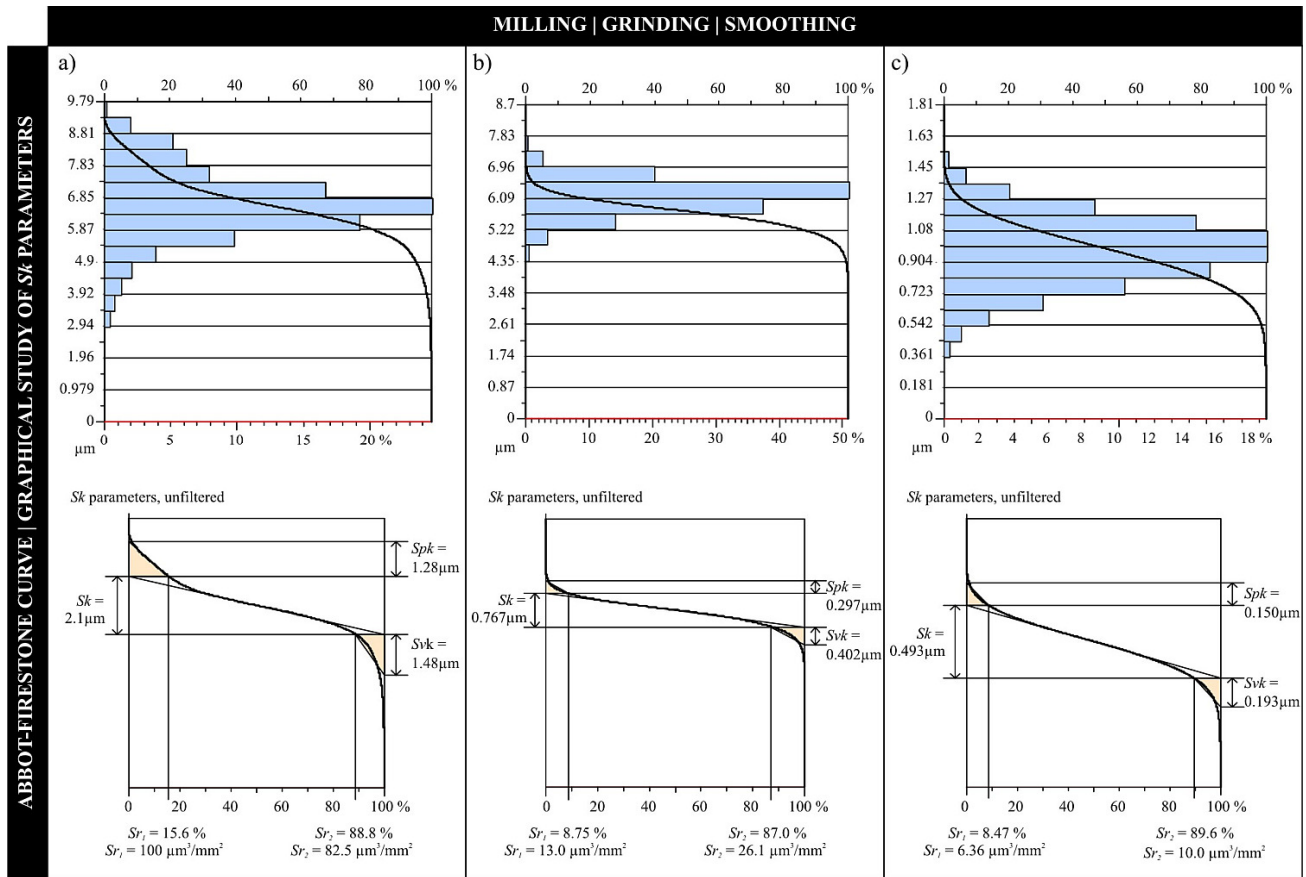 MILLING | GRINDING | SMOOTHING
ABBOT-FIRESTONE CURVE | GRAPHICAL STUDY OF Sk PARAMETERS
a)
0 20 40 60 80 100 %
9.79
8.81
7.83
6.85
5.87
4.9
3.92
2.94
1.96
0.979
0
0 5 10 15 20 %
µm
Sk parameters, unfiltered
Spk =
1.28µm
Sk =
2.1µm
Svk =
1.48µm
0 20 40 60 80 100 %
Sr₁ = 15.6 % Sr₂ = 88.8 %
Sr₁ = 100 µm³/mm² Sr₂ = 82.5 µm³/mm²
b)
0 20 40 60 80 100 %
8.7
7.83
6.96
6.09
5.22
4.35
3.48
2.61
1.74
0.87
0
0 10 20 30 40 50 %
µm
Sk parameters, unfiltered
Spk =
0.297µm
Sk =
0.767µm
Svk =
0.402µm
0 20 40 60 80 100 %
Sr₁ = 8.75 % Sr₂ = 87.0 %
Sr₁ = 13.0 µm³/mm² Sr₂ = 26.1 µm³/mm²
c)
0 20 40 60 80 100 %
1.81
1.63
1.45
1.27
1.08
0.904
0.723
0.542
0.361
0.181
0
0 2 4 6 8 10 12 14 16 18 %
µm
Sk parameters, unfiltered
Spk =
0.150µm
Sk =
0.493µm
Svk =
0.193µm
0 20 40 60 80 100 %
Sr₁ = 8.47 % Sr₂ = 89.6 %
Sr₁ = 6.36 µm³/mm² Sr₂ = 10.0 µm³/mm²